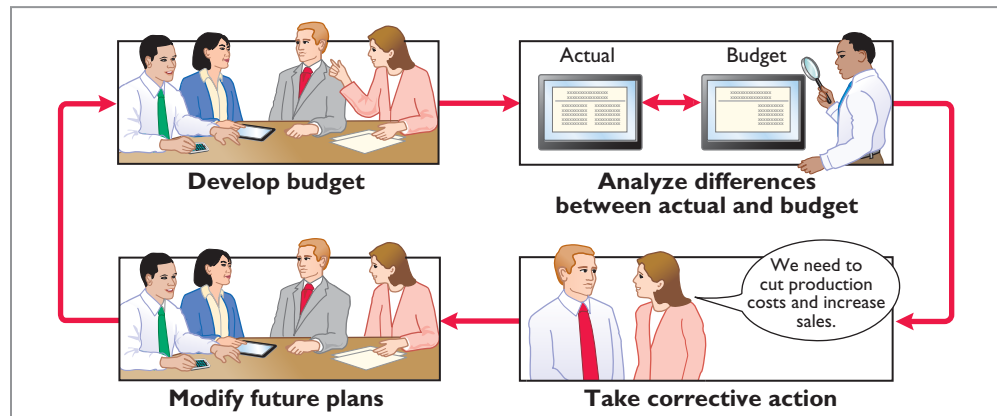 Actual
Budget
Develop budget
Analyze differences
between actual and budget
We need to
cut production
costs and increase
sales.
Modify future plans
Take corrective action